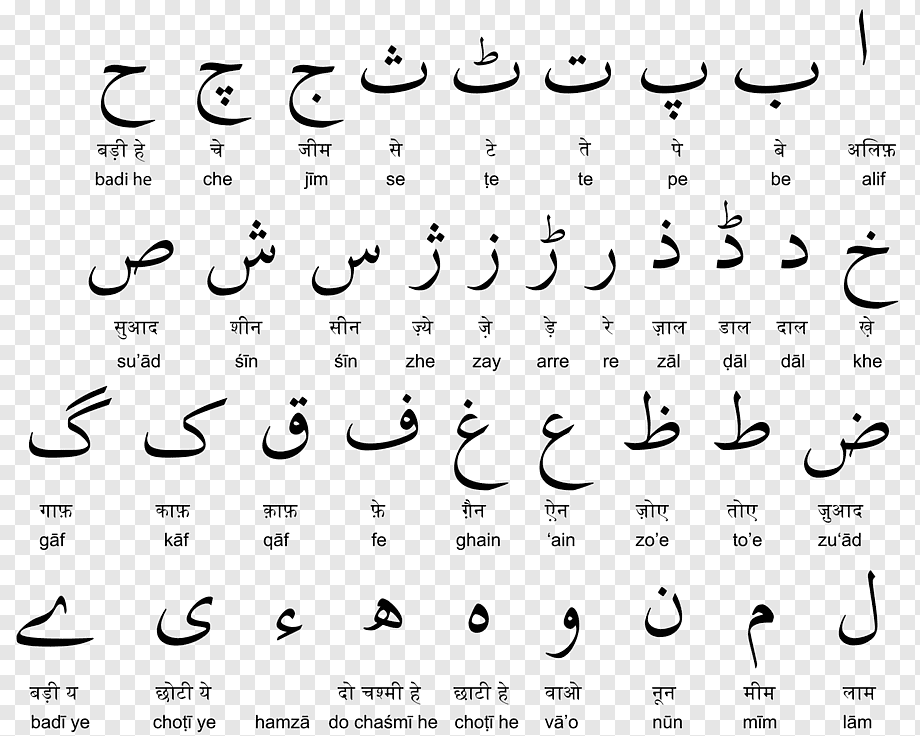 ا ب پ ت ٹ ث ج چ ح
बड़ी हे चे जीम से टे ते पे बे अलिफ़
badi he che jīm se ṭe te pe be alif
خ د ڈ ذ ر ڑ ز ژ س ش ص
सुआद शीन सीन ज़्ये ज़े ड़े रे ज़ाल डाल दाल ख़े
su’ād śīn śīn zhe zay arre re zāl ḍāl dāl khe
ض ط ظ ع غ ف ق ک گ
गाफ़ काफ़ क़ाफ़ फ़े ग़ैन ऐ़न ज़ोए तोए ज़ुआद
gāf kāf qāf fe ghain ‘ain zo’e to’e zu‘ād
ل م ن و ہ ھ ء ی ے
बड़ी य छोटी ये दो चश्मी हे छाटी हे वाओ नून मीम लाम
badī ye choṭī ye hamzā do chaśmī he choṭī he vā’o nūn mīm lām